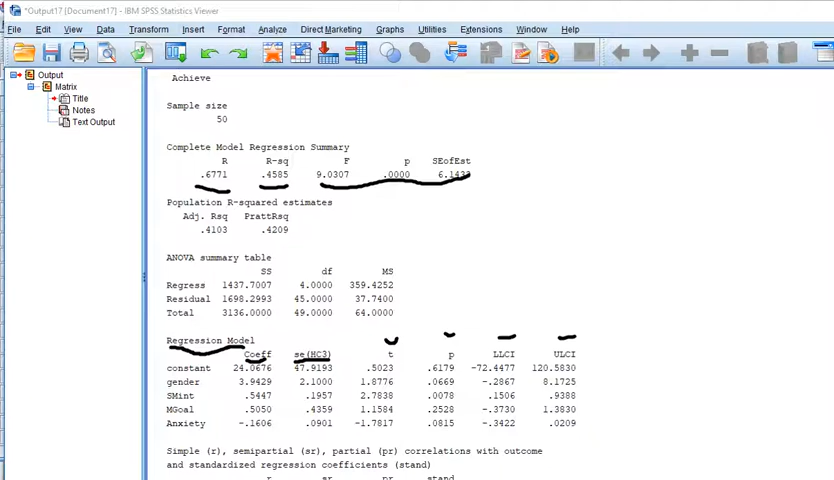 *Output17 [Document17] - IBM SPSS Statistics Viewer
File Edit View Data Transform Insert Format Direct Marketing Analyze Graphs Utilities Extensions Window Help
Output
Matrix
Title
Notes
Text Output
Achieve
Sample size
50
Complete Model Regression Summary
R R-sq F p SEofEst
.6771 .4585 9.0307 .0000 6.1433
Population R-squared estimates
Adj. Rsq PrattRsq
.4103 .4209
ANOVA summary table
SS df MS
Regress 1437.7007 4.0000 359.4252
Residual 1698.2993 45.0000 37.7400
Total 3136.0000 49.0000 64.0000
Regression Model
Coeff se(HC3) t p LLCI ULCI
constant 24.0676 47.9193 .5023 .6179 -72.4477 120.5830
gender 3.9429 2.1000 1.8776 .0669 -.2867 8.1725
SMint .5447 .1957 2.7838 .0078 .1506 .9388
MGoal .5050 .4359 1.1584 .2528 -.3730 1.3830
Anxiety -.1606 .0901 -1.7817 .0815 -.3422 .0209
Simple (r), semipartial (sr), partial (pr) correlations with outcome
and standardized regression coefficients (stand)
r sr pr stand